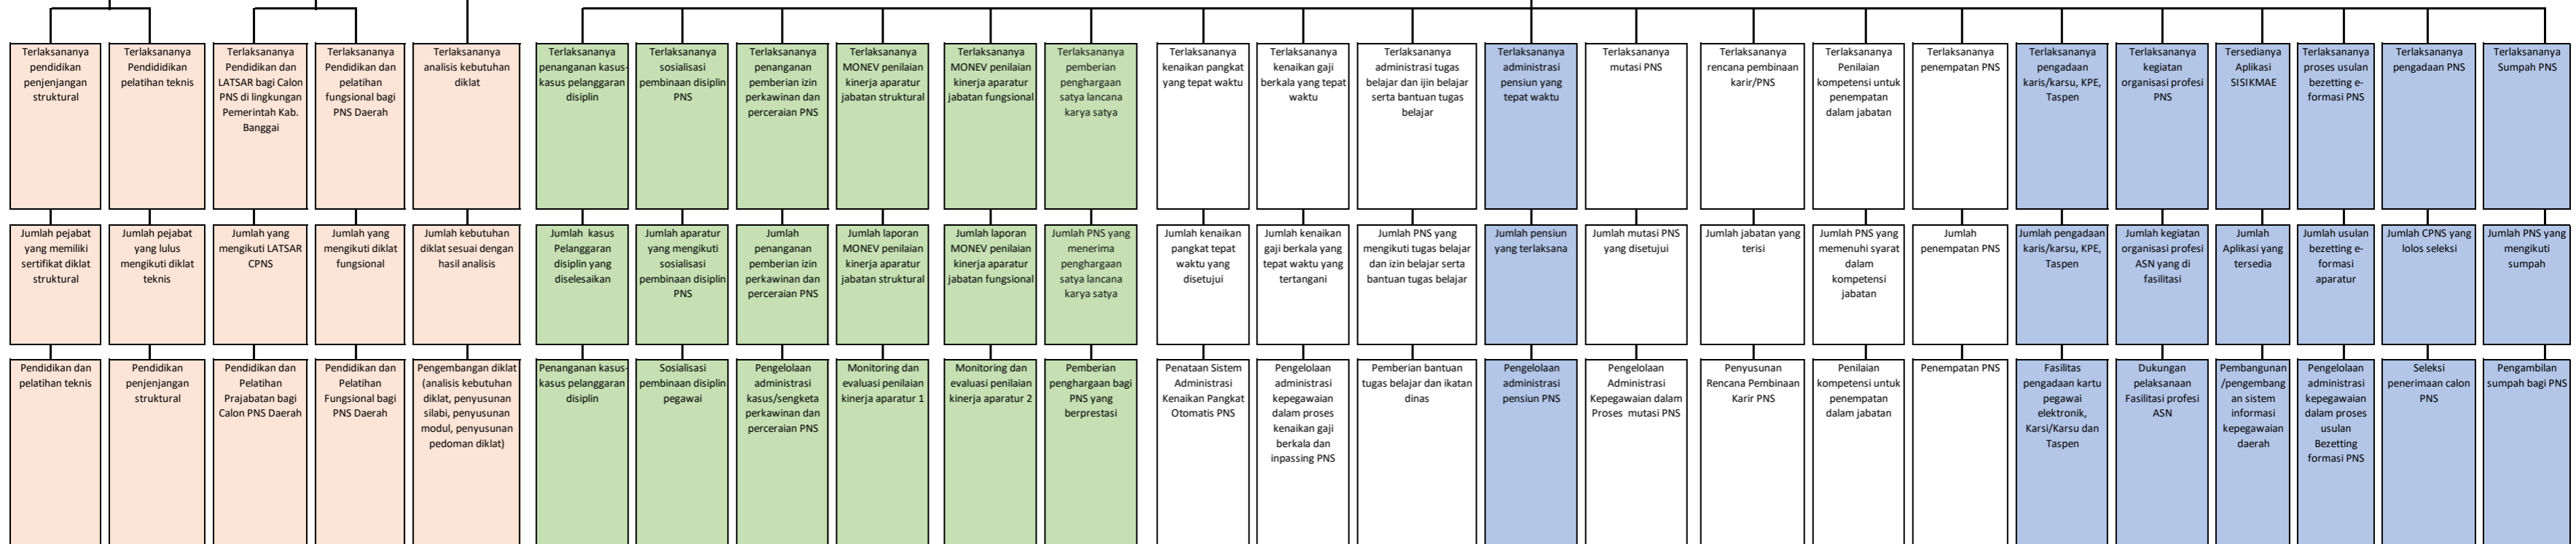 Terlaksananya
pendidikan
penjenjangan
struktural
Terlaksananya
Pendididikan
pelatihan teknis
Terlaksananya
Pendidikan dan
LATSAR bagi Calon
PNS di lingkungan
Pemerintah Kab.
Banggai
Terlaksananya
Pendidikan dan
pelatihan
fungsional bagi
PNS Daerah
Terlaksananya
analisis kebutuhan
diklat
Terlaksananya
penanganan kasus-
kasus pelanggaran
disiplin
Terlaksananya
sosialisasi
pembinaan disiplin
PNS
Terlaksananya
penanganan
pemberian izin
perkawinan dan
perceraian PNS
Terlaksananya
MONEV penilaian
kinerja aparatur
jabatan struktural
Terlaksananya
MONEV penilaian
kinerja aparatur
jabatan fungsional
Terlaksananya
pemberian
penghargaan
satya lancana
karya satya
Terlaksananya
kenaikan pangkat
yang tepat waktu
Terlaksananya
kenaikan gaji
berkala yang tepat
waktu
Terlaksananya
administrasi tugas
belajar dan ijin belajar
serta bantuan tugas
belajar
Terlaksananya
administrasi
pensiun yang
tepat waktu
Terlaksananya
mutasi PNS
Terlaksananya
rencana pembinaan
karir/PNS
Terlaksananya
Penilaian
kompetensi untuk
penempatan
dalam jabatan
Terlaksananya
penempatan PNS
Terlaksananya
pengadaan
karis/karsu, KPE,
Taspen
Terlaksananya
kegiatan
organisasi profesi
PNS
Tersedianya
Aplikasi
SISIKMAE
Terlaksananya
proses usulan
bezetting e-
formasi PNS
Terlaksananya
pengadaan PNS
Terlaksananya
Sumpah PNS
Jumlah pejabat
yang memiliki
sertifikat diklat
struktural
Jumlah pejabat
yang lulus
mengikuti diklat
teknis
Jumlah yang
mengikuti LATSAR
CPNS
Jumlah yang
mengikuti diklat
fungsional
Jumlah kebutuhan
diklat sesuai dengan
hasil analisis
Jumlah kasus
Pelanggaran
disiplin yang
diselesaikan
Jumlah aparatur
yang mengikuti
sosialisasi
pembinaan disiplin
PNS
Jumlah
penanganan
pemberian izin
perkawinan dan
perceraian PNS
Jumlah laporan
MONEV penilaian
kinerja aparatur
jabatan struktural
Jumlah laporan
MONEV penilaian
kinerja aparatur
jabatan fungsional
Jumlah PNS yang
menerima
penghargaan
satya lancana
karya satya
Jumlah kenaikan
pangkat tepat
waktu yang
disetujui
Jumlah kenaikan
gaji berkala yang
tepat waktu yang
tertangani
Jumlah PNS yang
mengikuti tugas belajar
dan izin belajar serta
bantuan tugas belajar
Jumlah pensiun
yang terlaksana
Jumlah mutasi PNS
yang disetujui
Jumlah jabatan yang
terisi
Jumlah PNS yang
memenuhi syarat
dalam
kompetensi
jabatan
Jumlah
penempatan PNS
Jumlah pengadaan
karis/karsu, KPE,
Taspen
Jumlah kegiatan
organisasi profesi
ASN yang di
fasilitasi
Jumlah
Aplikasi yang
tersedia
Jumlah usulan
bezetting e-
formasi
aparatur
Jumlah CPNS yang
lolos seleksi
Jumlah PNS yang
mengikuti
sumpah
Pendidikan dan
pelatihan teknis
Pendidikan
penjenjangan
struktural
Pendidikan dan
Pelatihan
Prajabatan bagi
Calon PNS Daerah
Pendidikan dan
Pelatihan
Fungsional bagi
PNS Daerah
Pengembangan diklat
(analisis kebutuhan
diklat, penyusunan
silabi, penyusunan
modul, penyusunan
pedoman diklat)
Penanganan kasus-
kasus pelanggaran
disiplin
Sosialisasi
pembinaan disiplin
pegawai
Pengelolaan
administrasi
kasus/sengketa
perkawinan dan
perceraian PNS
Monitoring dan
evaluasi penilaian
kinerja aparatur 1
Monitoring dan
evaluasi penilaian
kinerja aparatur 2
Pemberian
penghargaan bagi
PNS yang
berprestasi
Penataan Sistem
Administrasi
Kenaikan Pangkat
Otomatis PNS
Pengelolaan
administrasi
kepegawaian
dalam proses
kenaikan gaji
berkala dan
inpassing PNS
Pemberian bantuan
tugas belajar dan ikatan
dinas
Pengelolaan
administrasi
pensiun PNS
Pengelolaan
Administrasi
Kepegawaian dalam
Proses mutasi PNS
Penyusunan
Rencana Pembinaan
Karir PNS
Penilaian
kompetensi untuk
penempatan
dalam jabatan
Penempatan PNS
Fasilitas
pengadaan kartu
pegawai
elektronik,
Karsi/Karsu dan
Taspen
Dukungan
pelaksanaan
Fasilitasi profesi
ASN
Pembangunan
/pengembang
an sistem
informasi
kepegawaian
daerah
Pengelolaan
administrasi
kepegawaian
dalam proses
usulan
Bezetting
formasi PNS
Seleksi
penerimaan calon
PNS
Pengambilan
sumpah bagi PNS